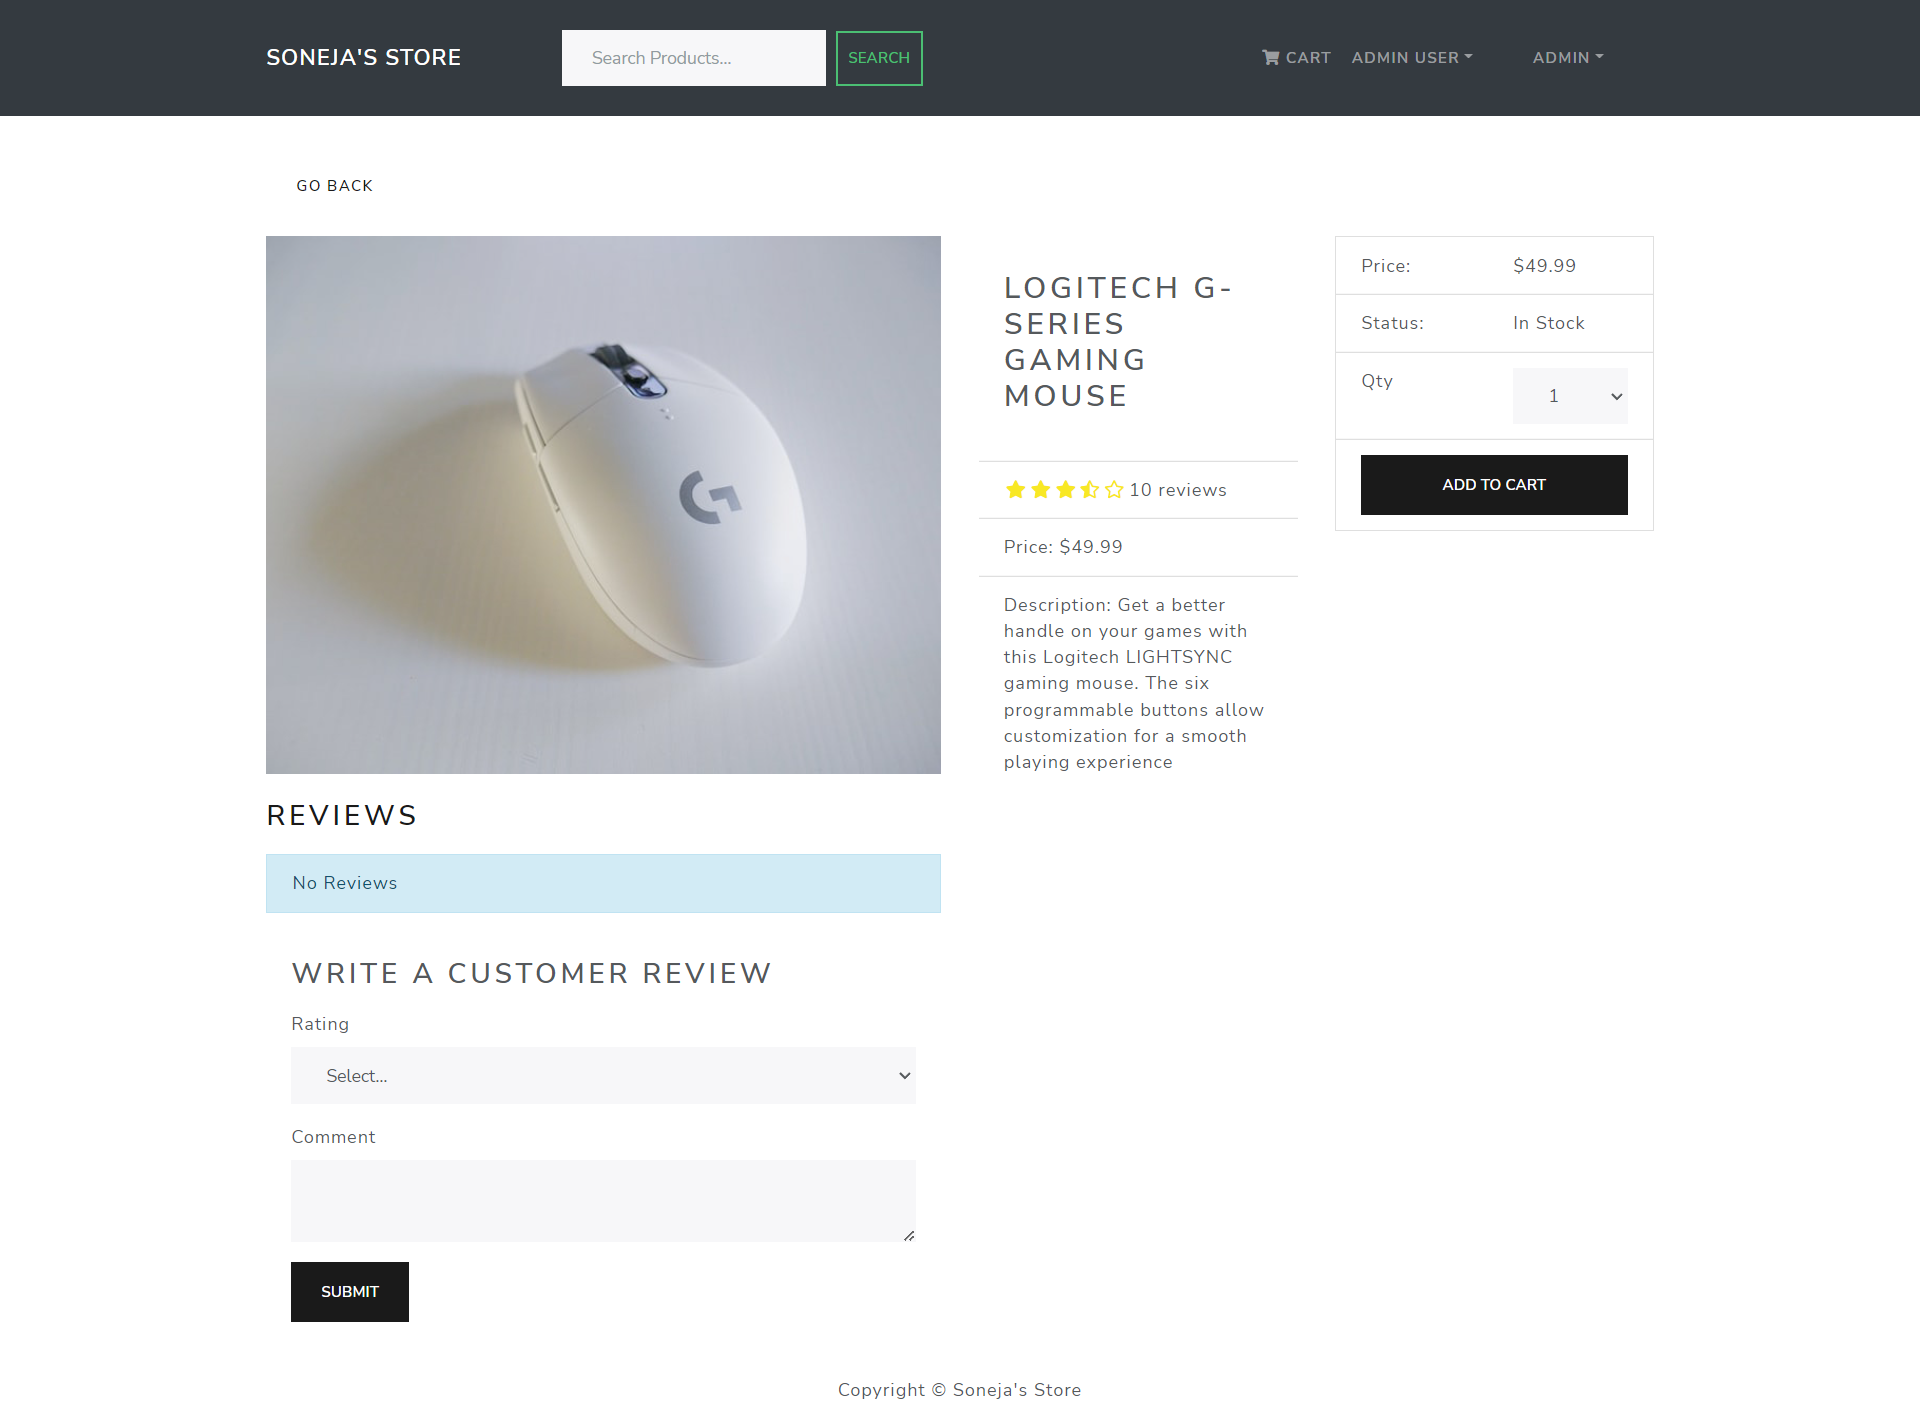 SONEJA'S STORE
Search Products...
SEARCH
CART
ADMIN USER
ADMIN
GO BACK
LOGITECH G-
SERIES
GAMING
MOUSE
10 reviews
Price: $49.99
Description: Get a better
handle on your games with
this Logitech LIGHTSYNC
gaming mouse. The six
programmable buttons allow
customization for a smooth
playing experience
Price: $49.99
Status: In Stock
Qty 1
ADD TO CART
REVIEWS
No Reviews
WRITE A CUSTOMER REVIEW
Rating
Select...
Comment
SUBMIT
Copyright © Soneja's Store